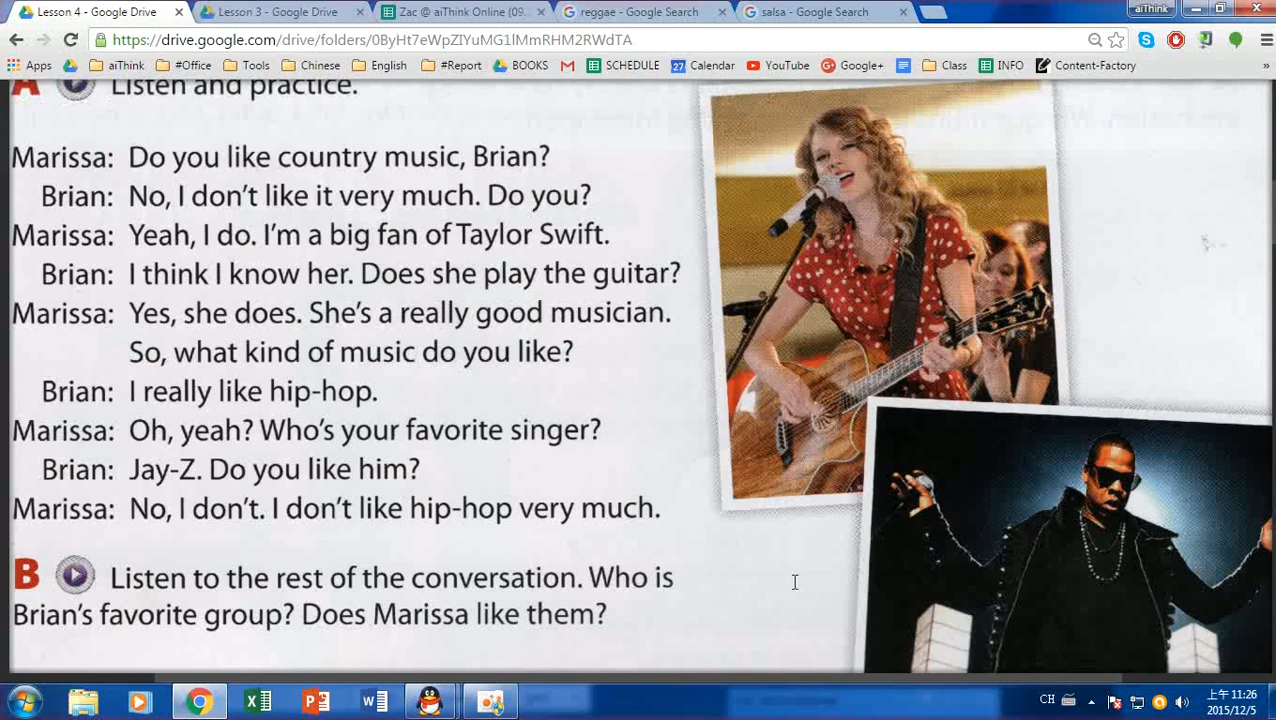 Lesson 4 - Google Drive
Lesson 3 - Google Drive
Zac @ aiThink Online (09.
reggae - Google Search
salsa - Google Search
aiThink
https://drive.google.com/drive/folders/0ByHt7eWpZIYuMG1lMmRHM2RWdTA
Apps aiThink #Office Tools Chinese English #Report BOOKS SCHEDULE 27 Calendar YouTube Google+ Class INFO Content-Factory »
A Listen and practice.
Marissa: Do you like country music, Brian?
Brian: No, I don't like it very much. Do you?
Marissa: Yeah, I do. I'm a big fan of Taylor Swift.
Brian: I think I know her. Does she play the guitar?
Marissa: Yes, she does. She's a really good musician.
So, what kind of music do you like?
Brian: I really like hip-hop.
Marissa: Oh, yeah? Who's your favorite singer?
Brian: Jay-Z. Do you like him?
Marissa: No, I don't. I don't like hip-hop very much.
B Listen to the rest of the conversation. Who is
Brian's favorite group? Does Marissa like them?
CH
上午 11:26
2015/12/5